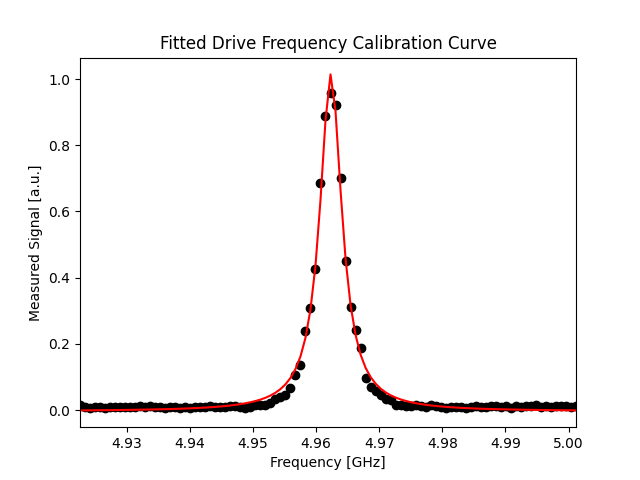 Fitted Drive Frequency Calibration Curve
Measured Signal [a.u.]
1.0
0.8
0.6
0.4
0.2
0.0
4.93 4.94 4.95 4.96 4.97 4.98 4.99 5.00
Frequency [GHz]